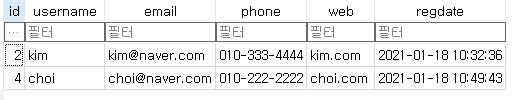 id username email phone web regdate
... 필터 필터 필터 필터 필터
2 kim kim@naver.com 010-333-4444 kim.com 2021-01-18 10:32:36
4 choi choi@naver.com 010-222-2222 choi.com 2021-01-18 10:49:43